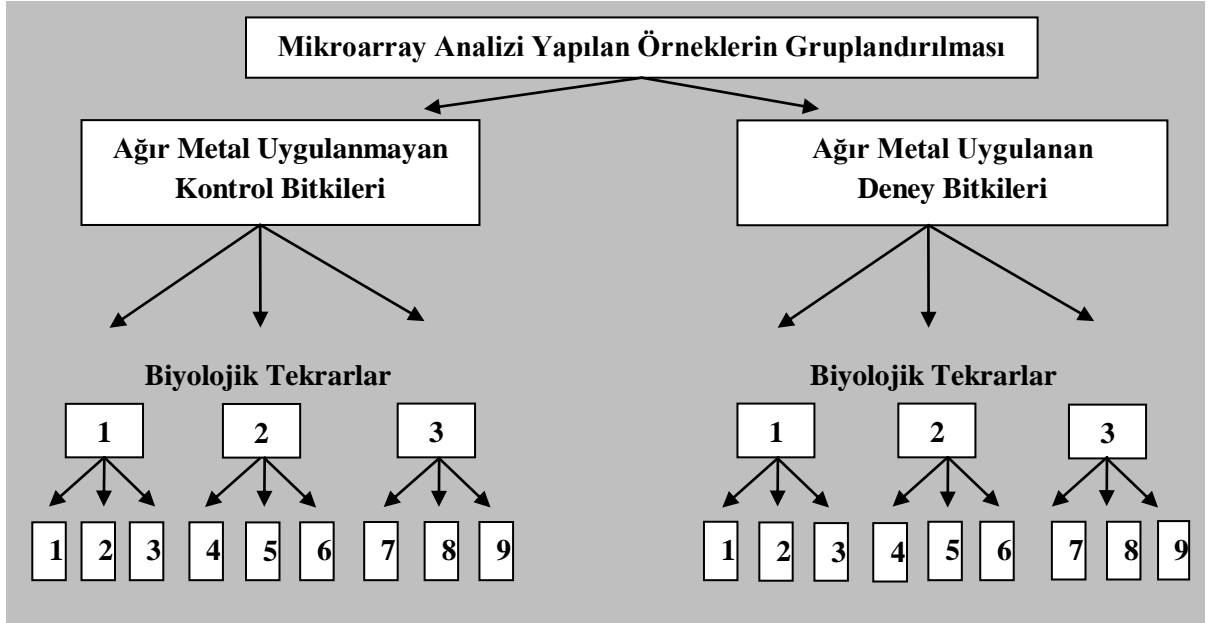 Mikroarray Analizi Yapılan Örneklerin Gruplandırılması
Ağır Metal Uygulanmayan
Kontrol Bitkileri
Ağır Metal Uygulanan
Deney Bitkileri
Biyolojik Tekrarlar
Biyolojik Tekrarlar
1 2 3
1 2 3
1 2 3 4 5 6 7 8 9
1 2 3 4 5 6 7 8 9